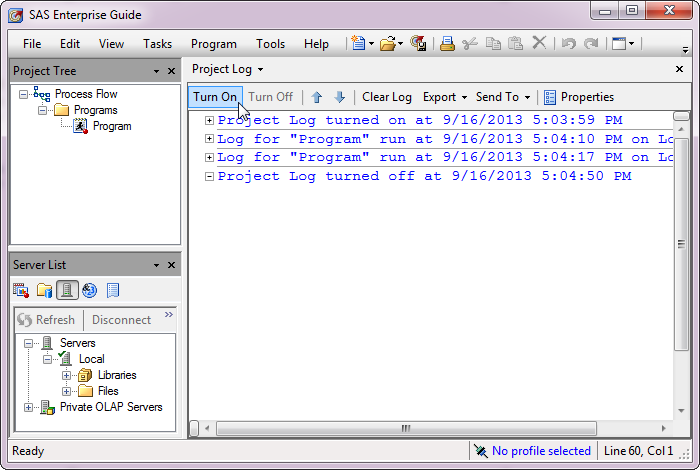 SAS Enterprise Guide
File Edit View Tasks Program Tools Help
Project Tree
Process Flow
Programs
Program
Project Log
Turn On Turn Off Clear Log Export Send To Properties
Project Log turned on at 9/16/2013 5:03:59 PM
Log for "Program" run at 9/16/2013 5:04:10 PM on Lo
Log for "Program" run at 9/16/2013 5:04:17 PM on Lo
Project Log turned off at 9/16/2013 5:04:50 PM
Server List
Refresh Disconnect »
Servers
Local
Libraries
Files
Private OLAP Servers
Ready No profile selected Line 60, Col 1